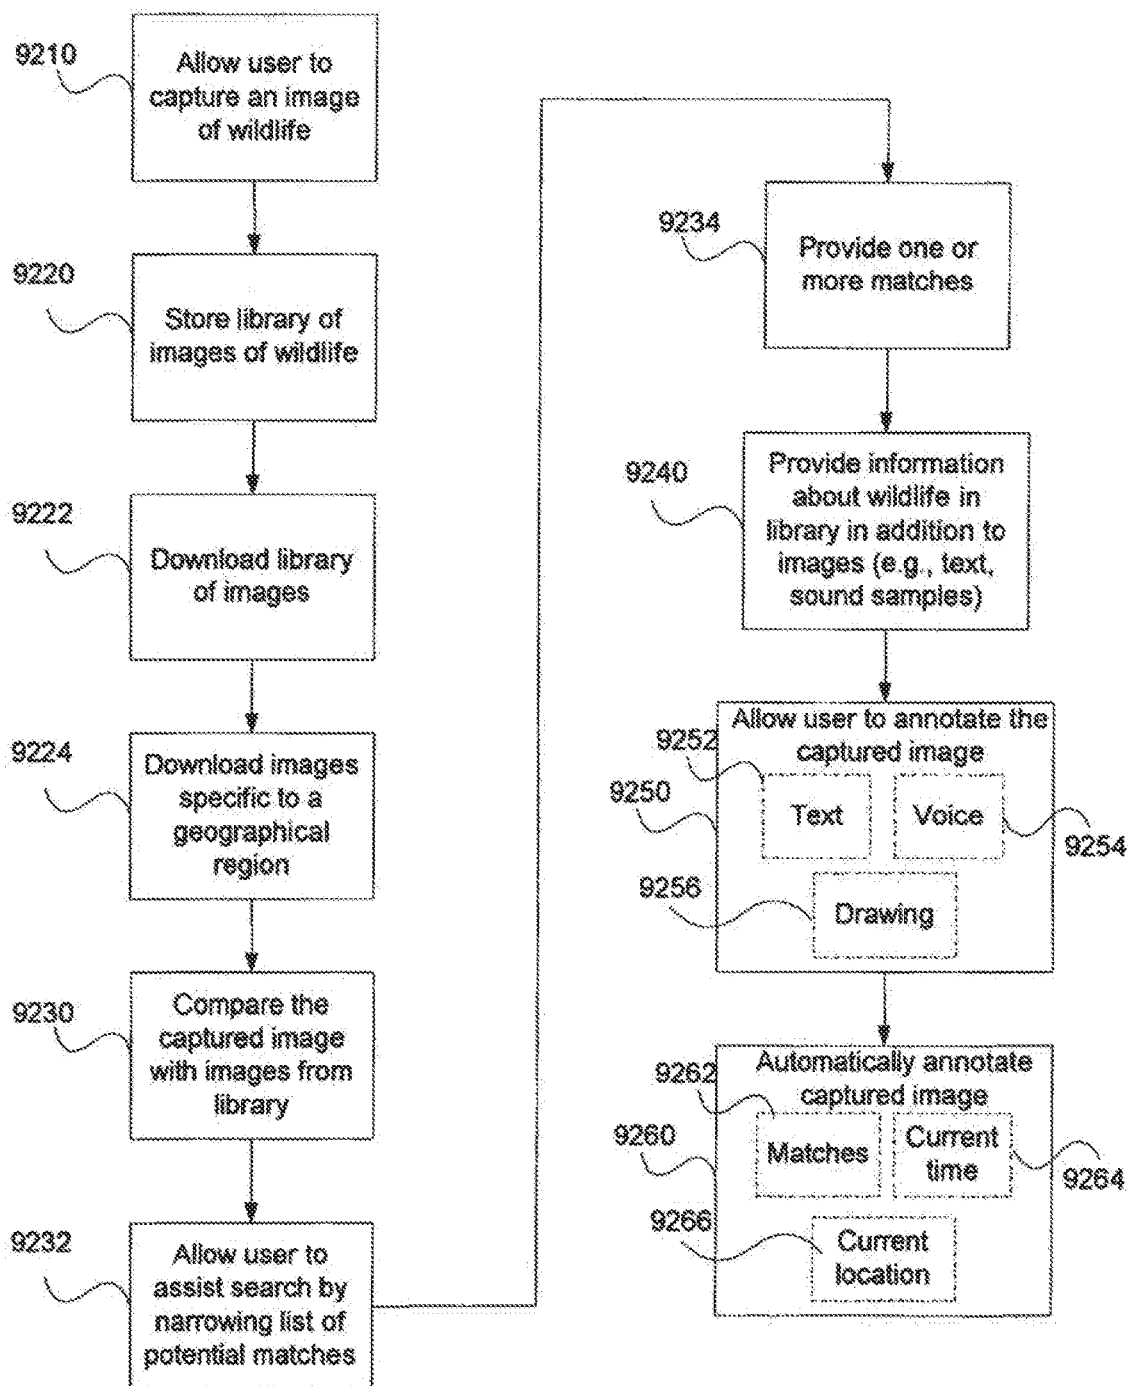 9210
Allow user to
capture an image
of wildlife
9220
Store library of
images of wildlife
9222
Download library
of images
9224
Download images
specific to a
geographical
region
9230
Compare the
captured image
with images from
library
9232
Allow user to
assist search by
narrowing list of
potential matches
9234
Provide one or
more matches
9240
Provide information
about wildlife in
library in addition to
images (e.g., text,
sound samples)
9250
Allow user to annotate the
captured image
9252
Text
Voice
9254
9256
Drawing
9260
Automatically annotate
captured image
9262
Matches
Current
time
9264
9266
Current
location